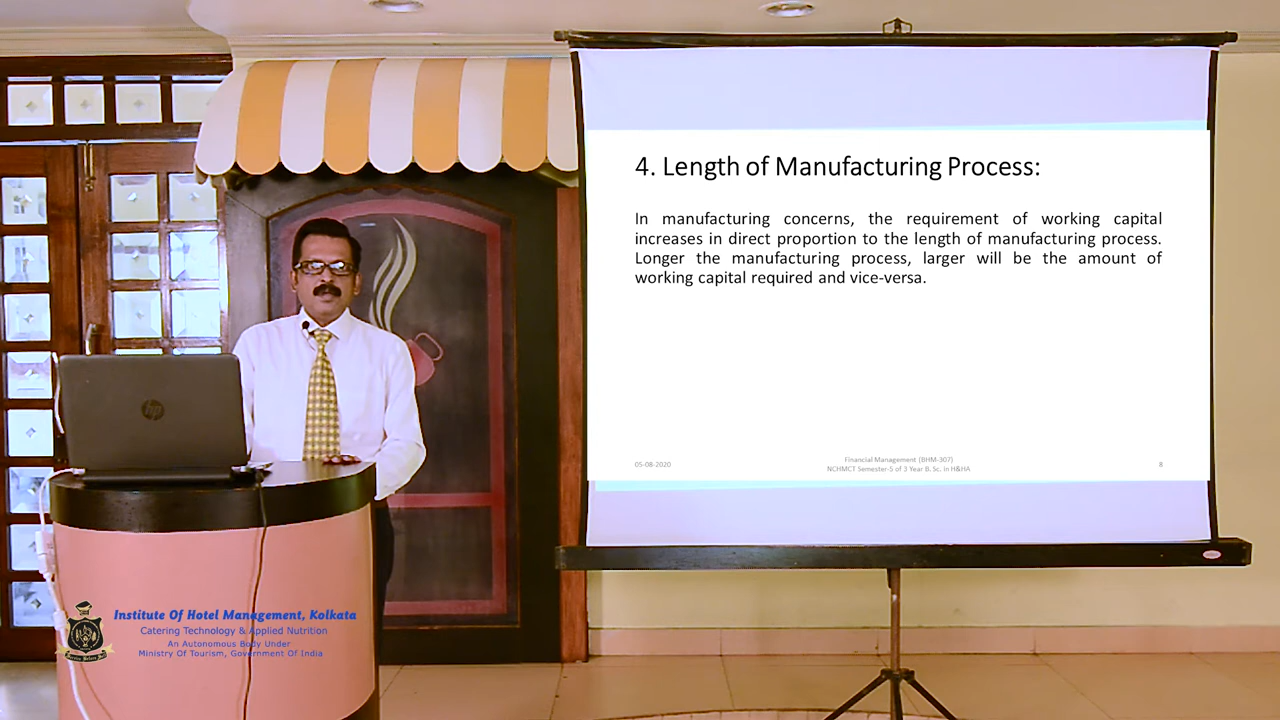 4. Length of Manufacturing Process:
In manufacturing concerns, the requirement of working capital
increases in direct proportion to the length of manufacturing process.
Longer the manufacturing process, larger will be the amount of
working capital required and vice-versa.
05-08-2020
Financial Management (BHM-307)
NCHMCT Semester-5 of 3 Year B. Sc. In H&HA
8
hp
Institute Of Hotel Management, Kolkata
Catering Technology & Applied Nutrition
An Autonomous Body Under
Ministry Of Tourism, Government Of India